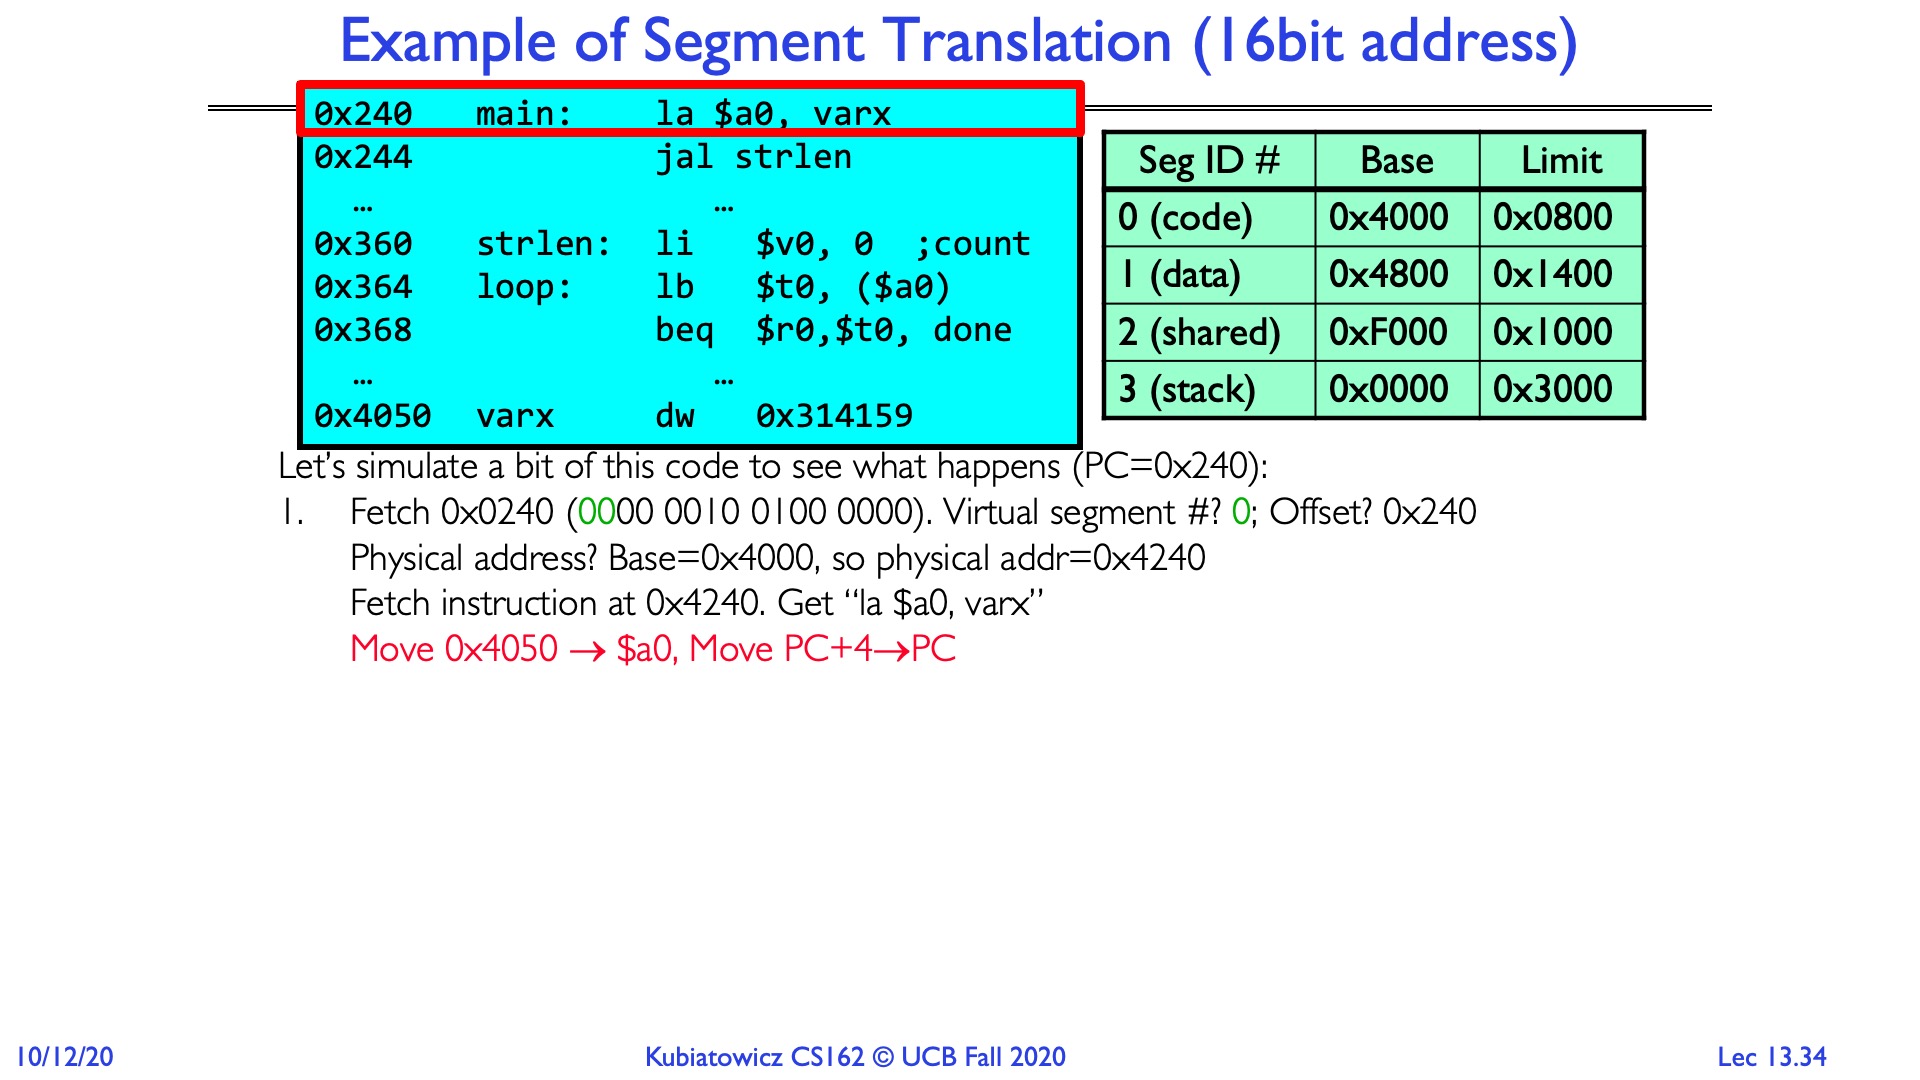 Example of Segment Translation (16bit address)
0x240 main: la $a0, varx
0x244 jal strlen
… …
0x360 strlen: li $v0, 0 ;count
0x364 loop: lb $t0, ($a0)
0x368 beq $r0,$t0, done
… …
0x4050 varx dw 0x314159
Seg ID # Base Limit
0 (code) 0x4000 0x0800
1 (data) 0x4800 0x1400
2 (shared) 0xF000 0x1000
3 (stack) 0x0000 0x3000
Let’s simulate a bit of this code to see what happens (PC=0x240):
1. Fetch 0x0240 (0000 0010 0100 0000). Virtual segment #? 0; Offset? 0x240
Physical address? Base=0x4000, so physical addr=0x4240
Fetch instruction at 0x4240. Get “la $a0, varx”
Move 0x4050 → $a0, Move PC+4→PC
10/12/20 Kubiatowicz CS162 © UCB Fall 2020 Lec 13.34